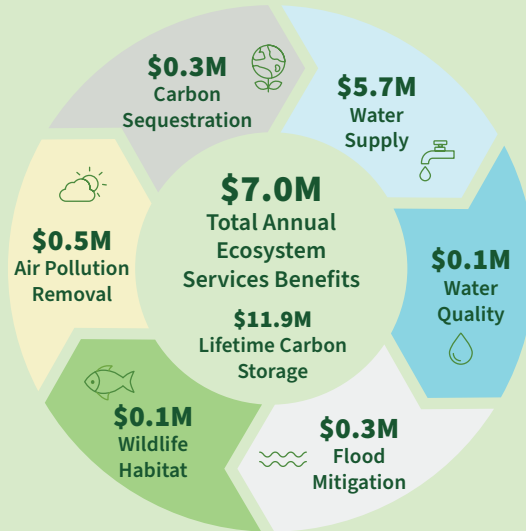 $0.3M
Carbon
Sequestration
$5.7M
Water
Supply
$7.0M
Total Annual
Ecosystem
Services Benefits
$11.9M
Lifetime Carbon
Storage
$0.5M
Air Pollution
Removal
$0.1M
Water
Quality
$0.1M
Wildlife
Habitat
$0.3M
Flood
Mitigation